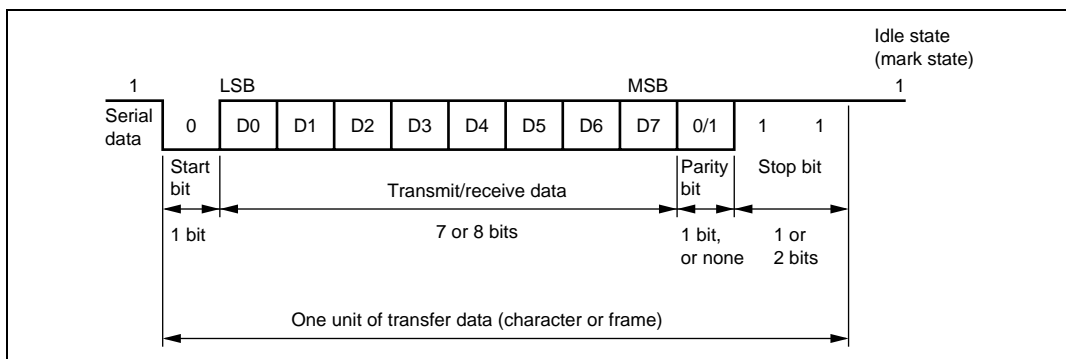 Idle state
(mark state)
1
LSB
MSB
1
Serial
data
0
D0
D1
D2
D3
D4
D5
D6
D7
0/1
1
1
Start
bit
Transmit/receive data
Parity
bit
Stop bit
1 bit
7 or 8 bits
1 bit,
or none
1 or
2 bits
One unit of transfer data (character or frame)